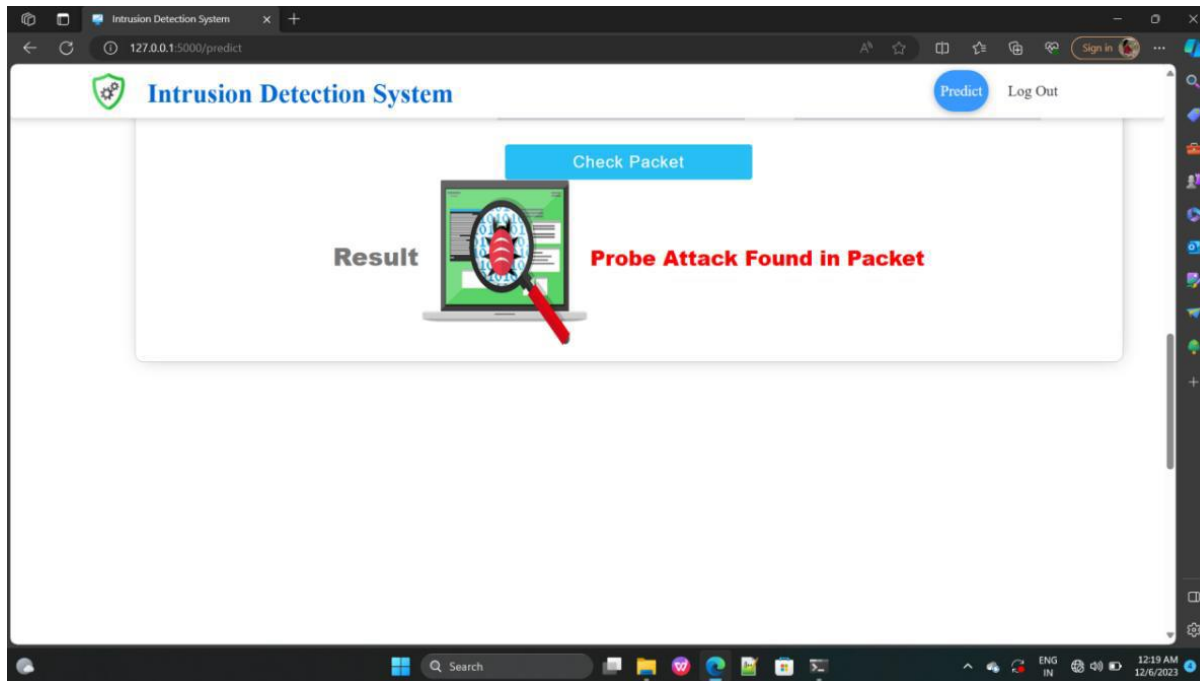 Intrusion Detection System
127.0.0.1:5000/predict
Sign in
Intrusion Detection System
Predict
Log Out
Check Packet
Result
Probe Attack Found in Packet
Search
ENG
IN
12:19 AM
12/6/2023